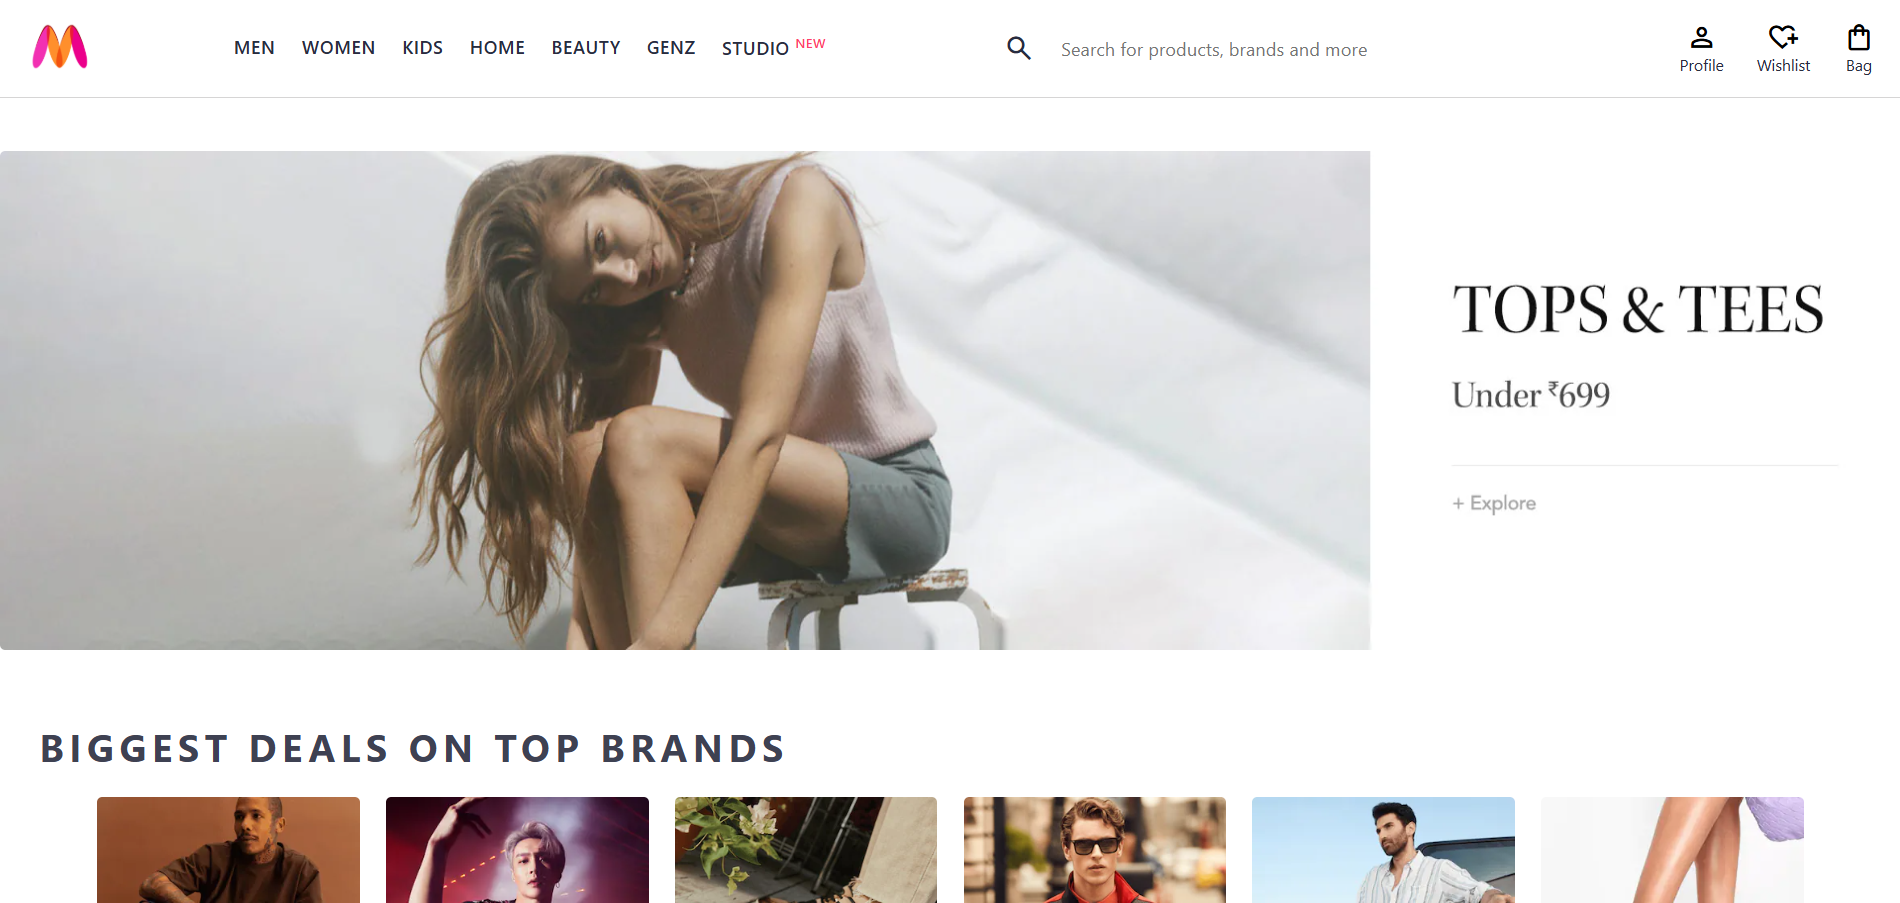 MEN WOMEN KIDS HOME BEAUTY GENZ STUDIO NEW Search for products, brands and more
Profile Wishlist Bag
TOPS & TEES
Under ₹699
+ Explore
BIGGEST DEALS ON TOP BRANDS